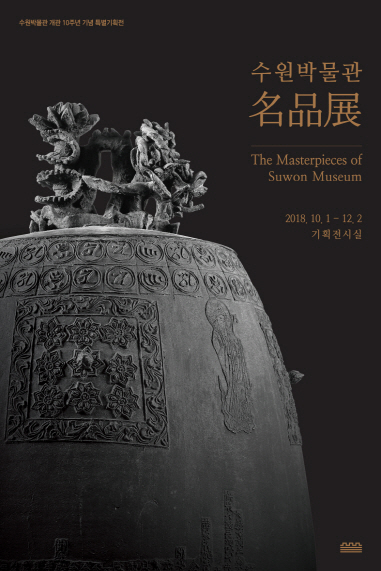 수원박물관 개관 10주년 기념 특별기획전
수원박물관
名品展
The Masterpieces of
Suwon Museum
2018. 10. 1 - 12. 2
기획전시실